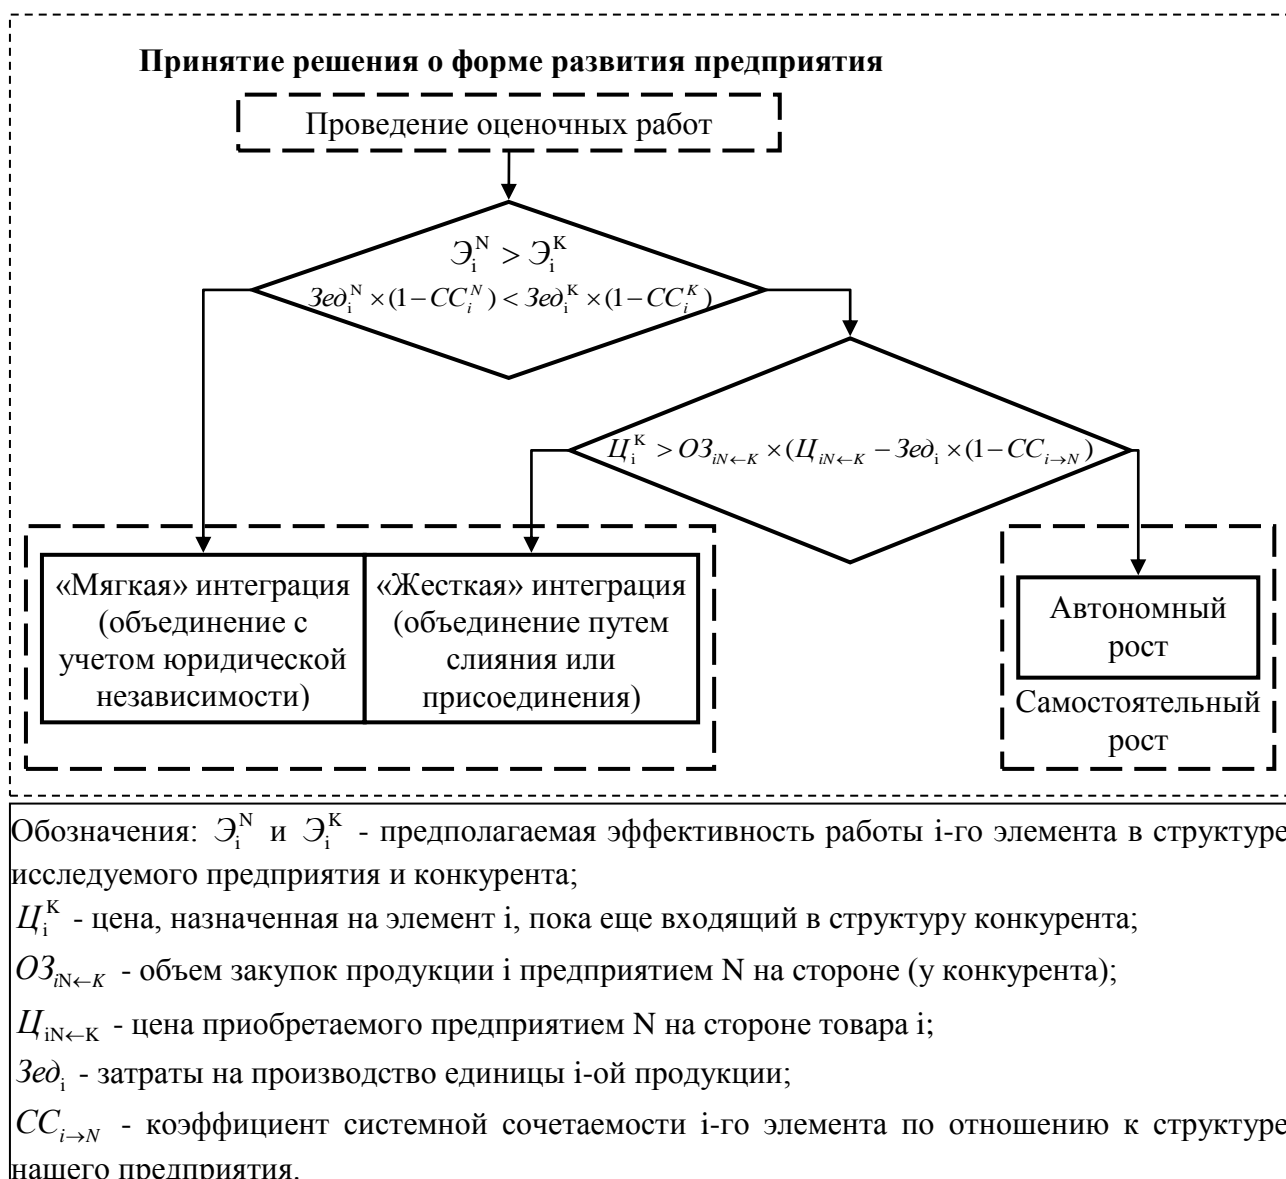 Принятие решения о форме развития предприятия
Проведение оценочных работ
Э_i^N > Э_i^K
Зед_i^N × (1 − CC_i^N) < Зед_i^K × (1 − CC_i^K)
Ц_i^K > ОЗ_{iN←K} × (Ц_{iN←K} − Зед_i × (1 − CC_{i→N})
«Мягкая» интеграция
(объединение с
учетом юридической
независимости)
«Жесткая» интеграция
(объединение путем
слияния или
присоединения)
Автономный
рост
Самостоятельный
рост
Обозначения: Э_i^N и Э_i^K - предполагаемая эффективность работы i-го элемента в структуре
исследуемого предприятия и конкурента;
Ц_i^K - цена, назначенная на элемент i, пока еще входящий в структуру конкурента;
ОЗ_{iN←K} - объем закупок продукции i предприятием N на стороне (у конкурента);
Ц_{iN←K} - цена приобретаемого предприятием N на стороне товара i;
Зед_i - затраты на производство единицы i-ой продукции;
CC_{i→N} - коэффициент системной сочетаемости i-го элемента по отношению к структуре
нашего предприятия.